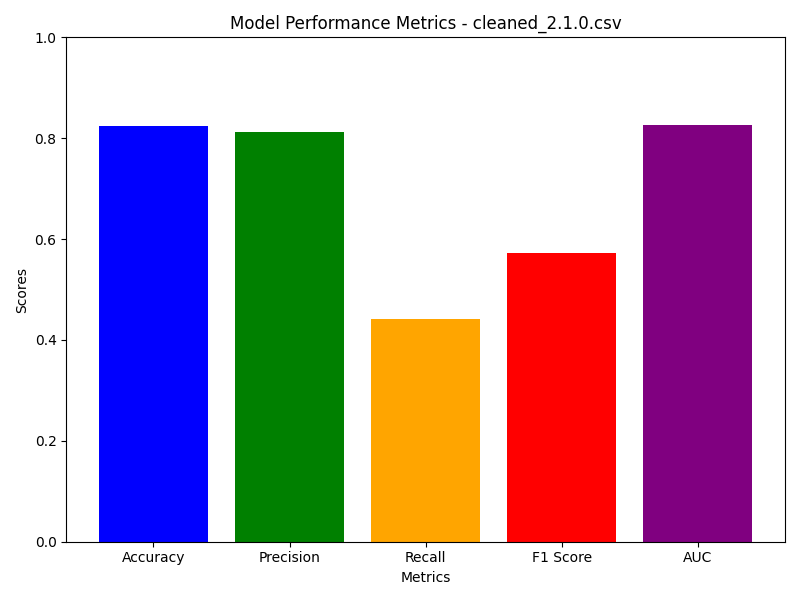 Model Performance Metrics - cleaned_2.1.0.csv
1.0
0.8
0.6
0.4
0.2
0.0
Scores
Accuracy
Precision
Recall
F1 Score
AUC
Metrics